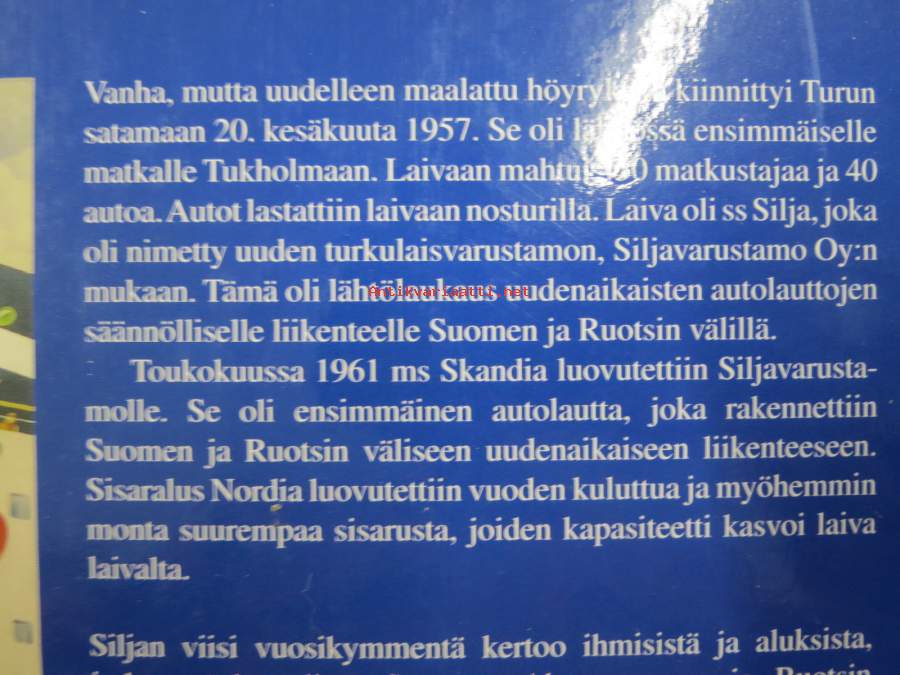 Vanha, mutta uudelleen maalattu kiinnittyi Turun
satamaan 20. kesäkuuta 1957. Se oli ensimmäiselle
matkalle Tukholmaan. Laivaan matkustajaa ja 40
autoa. Autot lastattiin laivaan nosturilla. Laiva oli ss Silja, joka
oli nimetty uuden turkulaisvarustamon, Siljavarustamo Oy:n
mukaan. Tämä oli uudenaikaisten autolauttojen
Antikvariaatti.net
säännölliselle liikenteelle Suomen ja Ruotsin välillä.
Toukokuussa 1961 ms Skandia luovutettiin Siljavarusta-
molle. Se oli ensimmäinen autolautta, joka rakennettiin
Suomen ja Ruotsin väliseen uudenaikaiseen liikenteeseen.
Sisaralus Nordia luovutettiin vuoden kuluttua ja myöhemmin
monta suurempaa sisarusta, joiden kapasiteetti kasvoi laiva
laivalta.
Siljan viisi vuosikymmentä kertoo ihmisistä ja aluksista,
Ruotsin